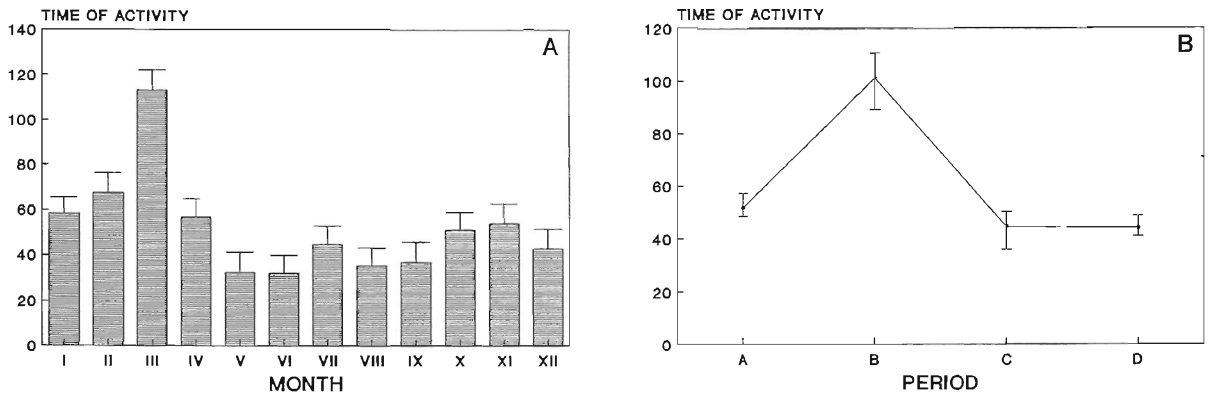 TIME OF ACTIVITY
A
140
120
100
80
60
40
20
0
I II III IV V VI VII VIII IX X XI XII
MONTH
TIME OF ACTIVITY
B
120
100
80
60
40
20
0
A B C D
PERIOD